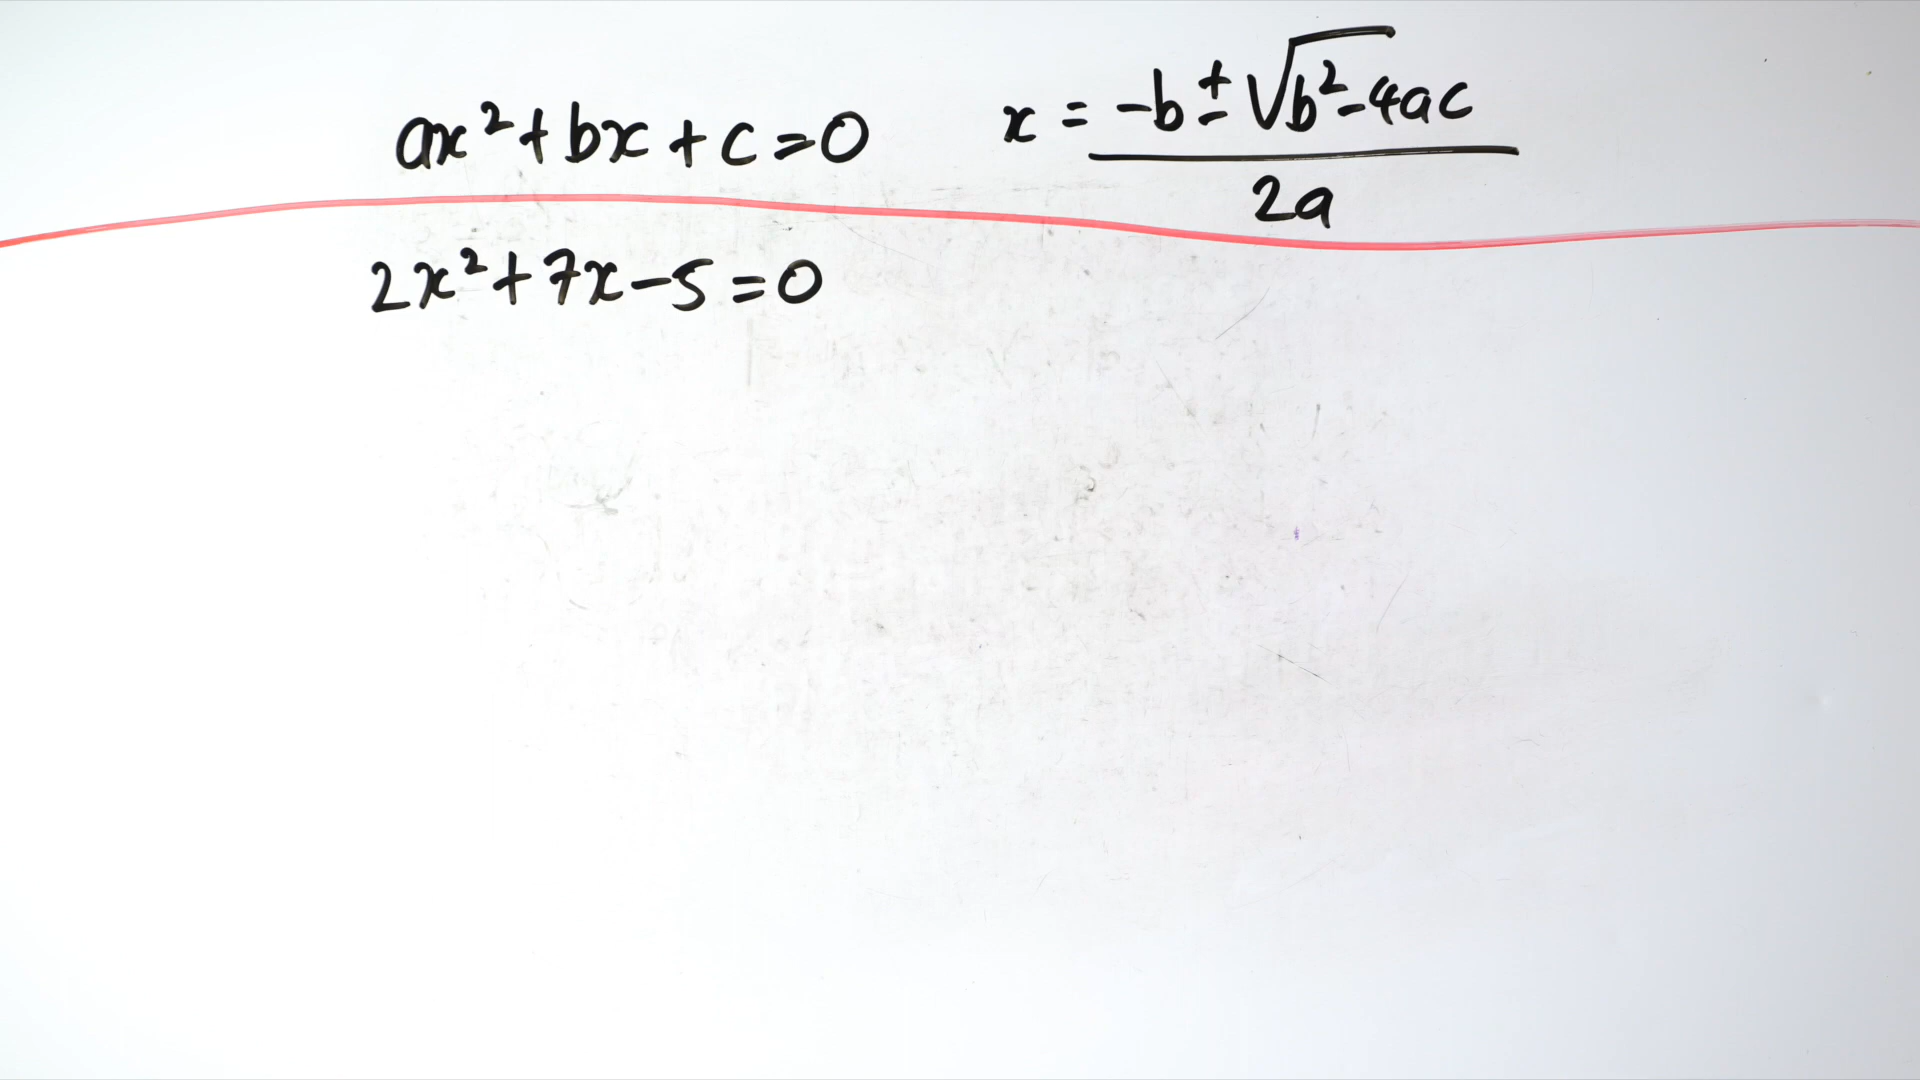 ax²+bx+c=0
x = -b±√b²-4ac / 2a
2x²+7x-5=0